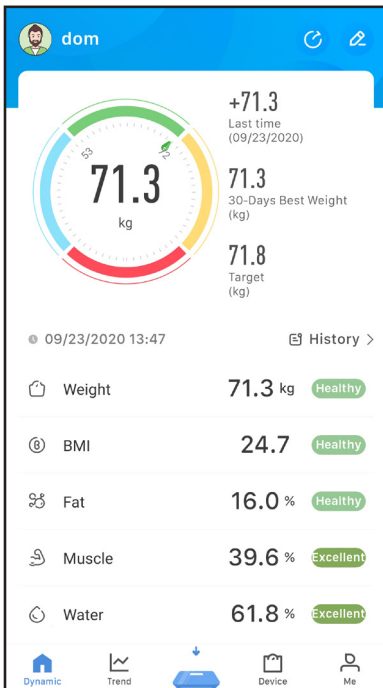 dom
+71.3
Last time
(09/23/2020)
53
72
71.3
kg
71.3
30-Days Best Weight
(kg)
71.8
Target
(kg)
09/23/2020 13:47
History >
Weight 71.3 kg Healthy
BMI 24.7 Healthy
Fat 16.0 % Healthy
Muscle 39.6 % Excellent
Water 61.8 % Excellent
Dynamic
Trend
Device
Me